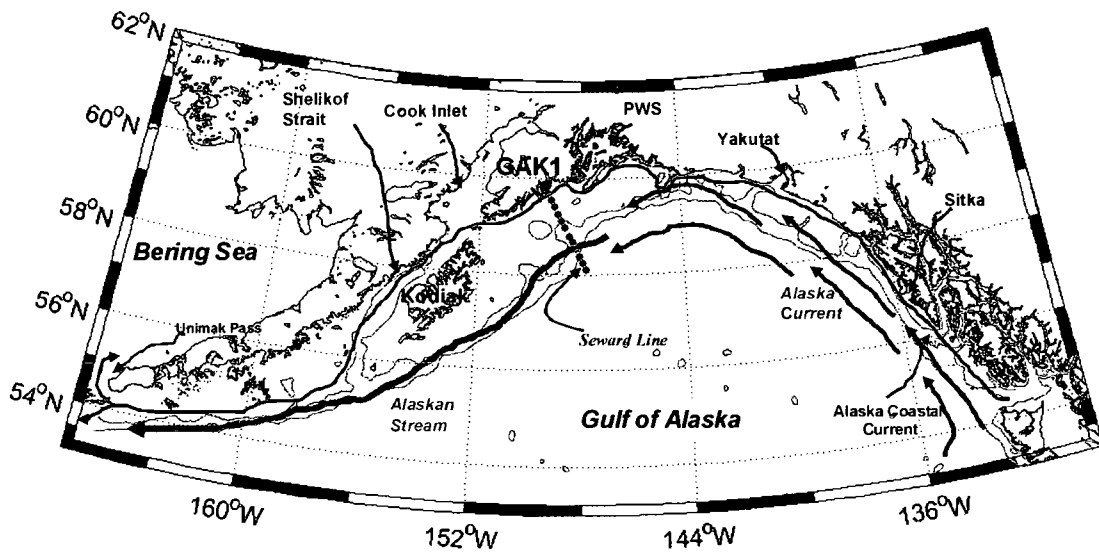 62°N
60°N
58°N
56°N
54°N
Shelikof
Strait
Cook Inlet
PWS
GAK1
Yakutat
Sitka
Bering Sea
Kodiak
Unimak Pass
Alaska
Current
Seward Line
Alaskan
Stream
Gulf of Alaska
Alaska Coastal
Current
160°W
152°W
144°W
136°W